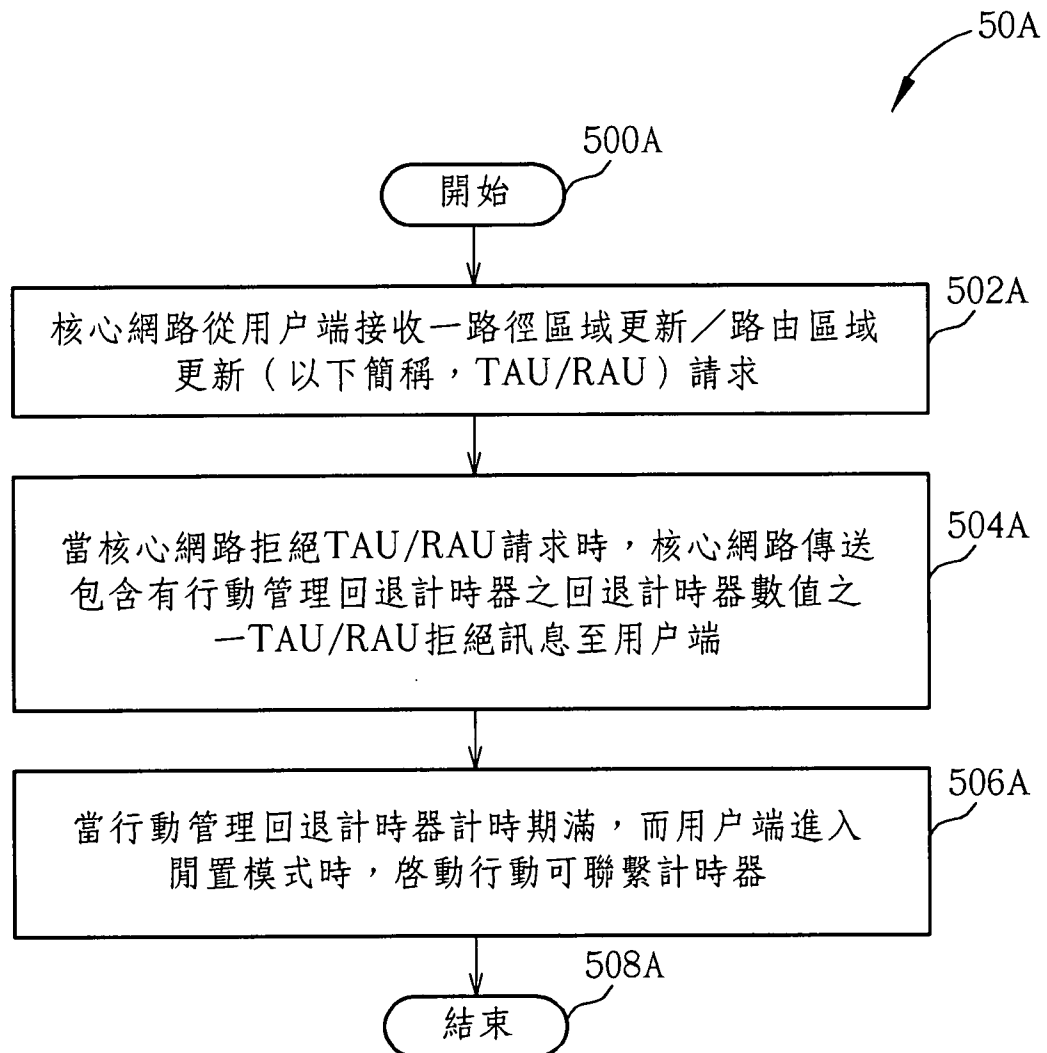 50A
500A
開始
502A
核心網路從用户端接收一路徑區域更新／路由區域
更新（以下簡稱，TAU/RAU）請求
504A
當核心網路拒絕TAU/RAU請求時，核心網路傳送
包含有行動管理回退計時器之回退計時器數值之
一TAU/RAU拒絕訊息至用户端
506A
當行動管理回退計時器計時期滿，而用户端進入
閒置模式時，啓動行動可聯繫計時器
508A
結束